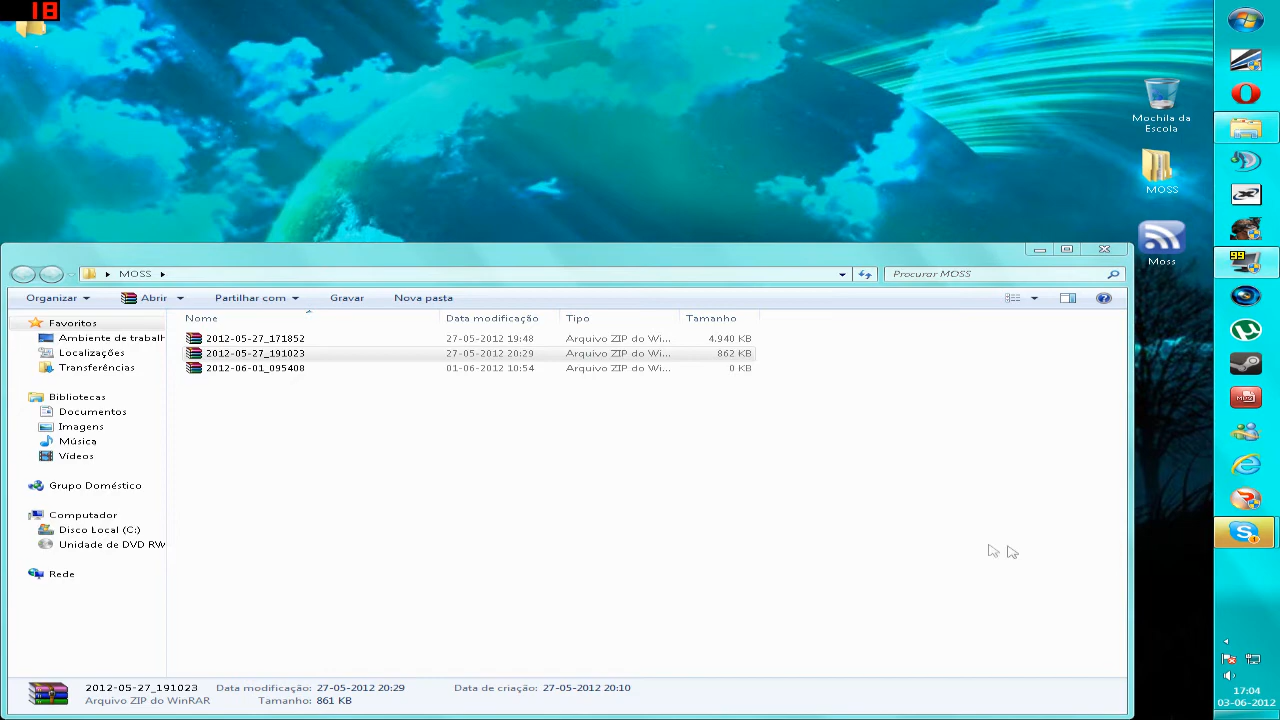 18
Mochila da
Escola
MOSS
Moss
MOSS
Procurar MOSS
Organizar
Abrir
Partilhar com
Gravar
Nova pasta
Nome
Data modificação
Tipo
Tamanho
2012-05-27_171852
27-05-2012 19:48
Arquivo ZIP do Wi...
4.940 KB
2012-05-27_191023
27-05-2012 20:29
Arquivo ZIP do Wi...
862 KB
2012-06-01_095408
01-06-2012 10:54
Arquivo ZIP do Wi...
0 KB
Favoritos
Ambiente de trabalh
Localizações
Transferências
Bibliotecas
Documentos
Imagens
Música
Vídeos
Grupo Doméstico
Computador
Disco Local (C:)
Unidade de DVD RW
Rede
2012-05-27_191023
Data modificação: 27-05-2012 20:29
Data de criação: 27-05-2012 20:10
Arquivo ZIP do WinRAR
Tamanho: 861 KB
99
17:04
03-06-2012